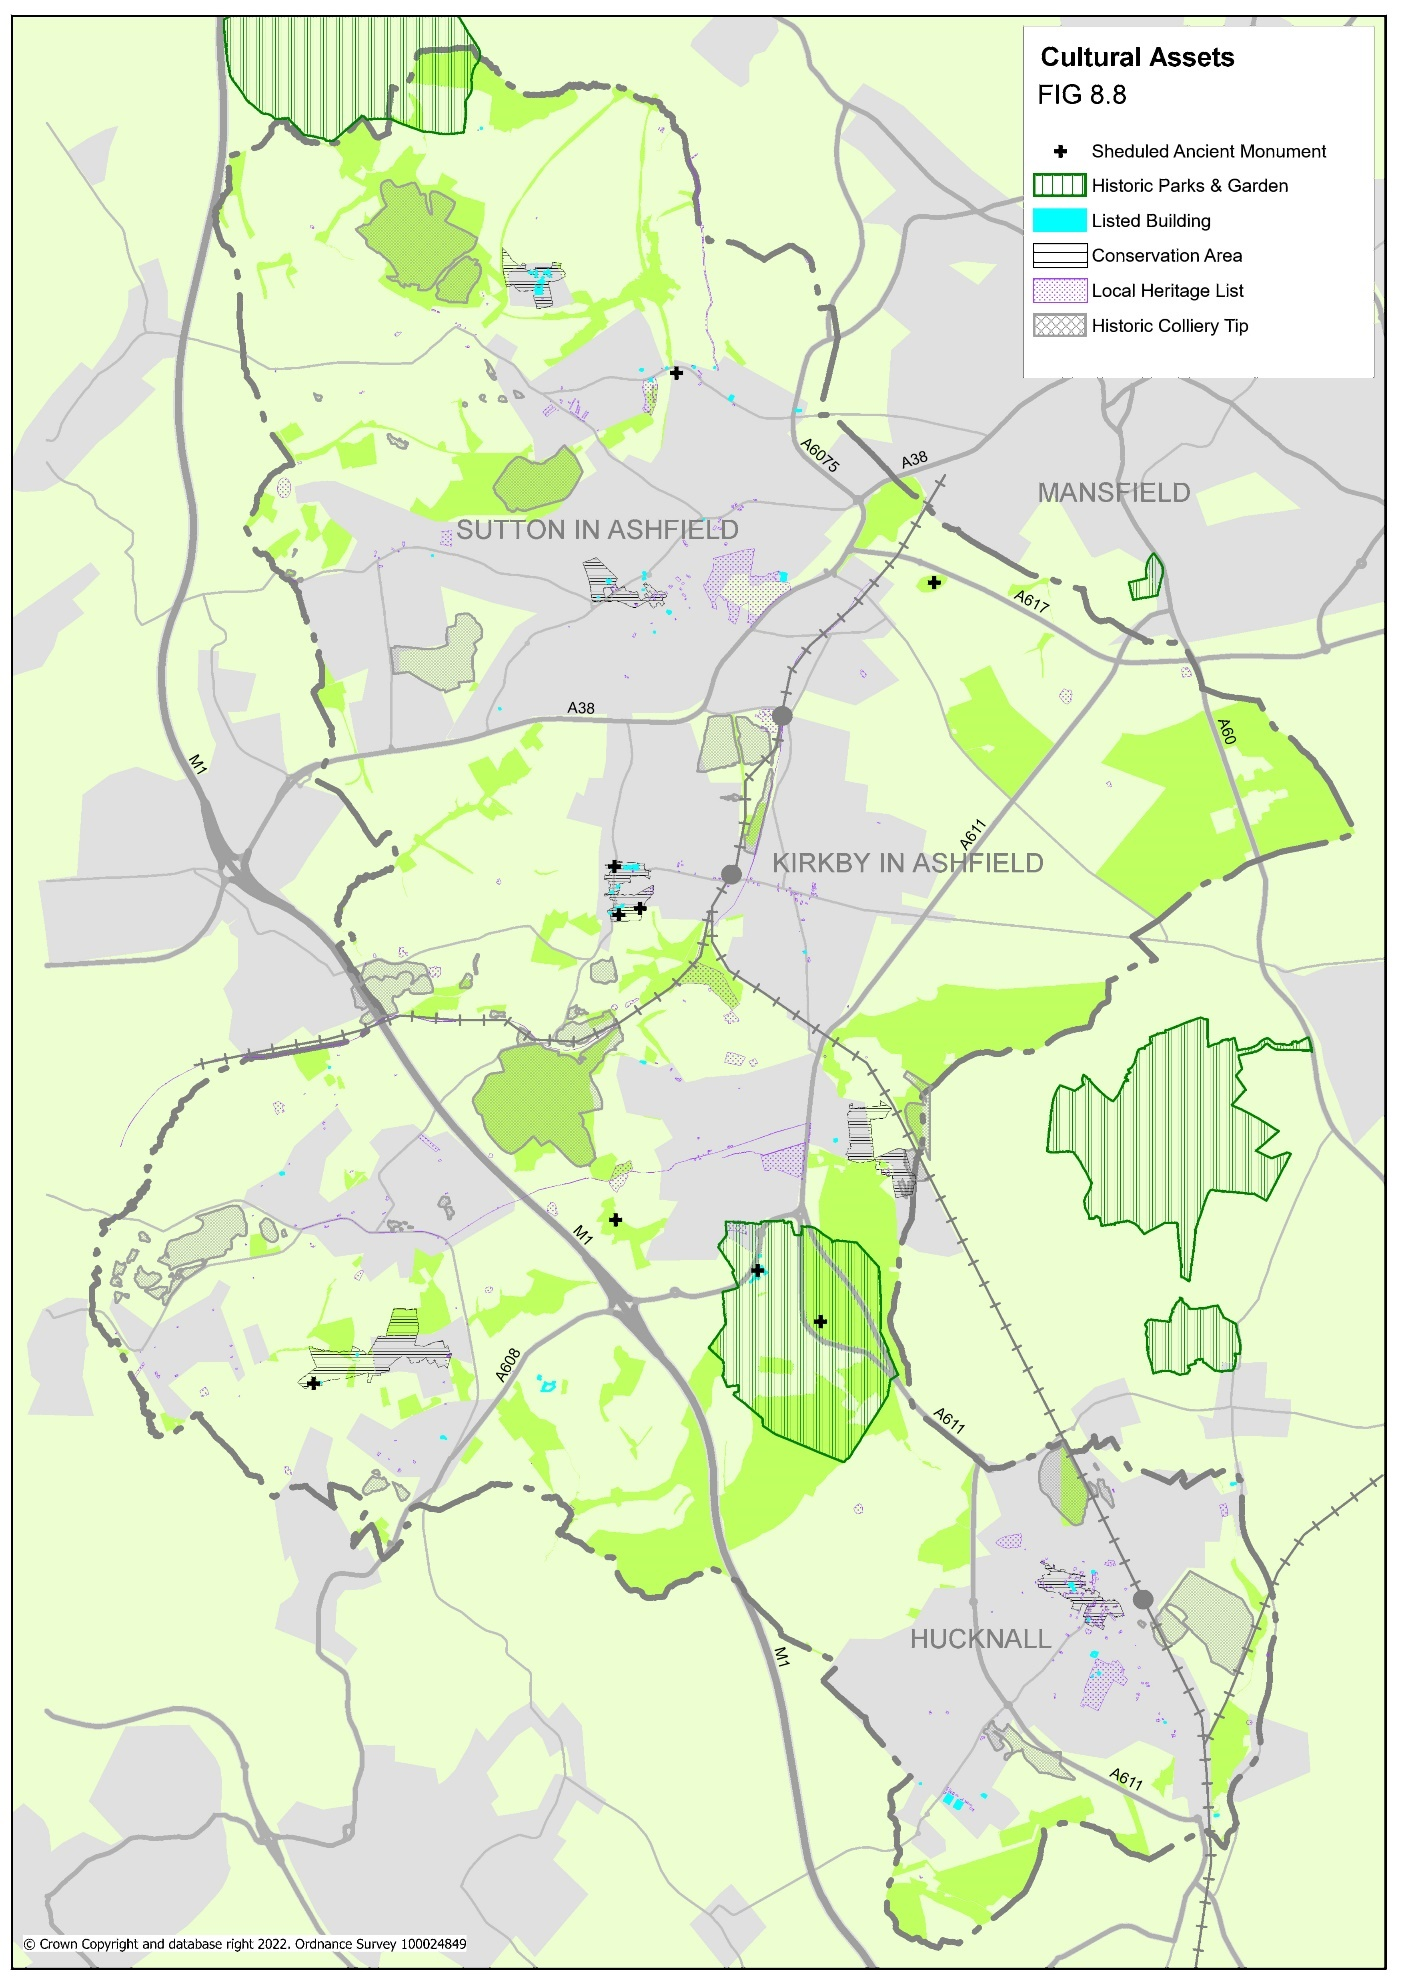 Cultural Assets
FIG 8.8
Sheduled Ancient Monument
Historic Parks & Garden
Listed Building
Conservation Area
Local Heritage List
Historic Colliery Tip
A6075
A38
MANSFIELD
SUTTON IN ASHFIELD
A617
A38
A60
M1
A611
KIRKBY IN ASHFIELD
M1
A608
A611
HUCKNALL
M1
A611
© Crown Copyright and database right 2022. Ordnance Survey 100024849